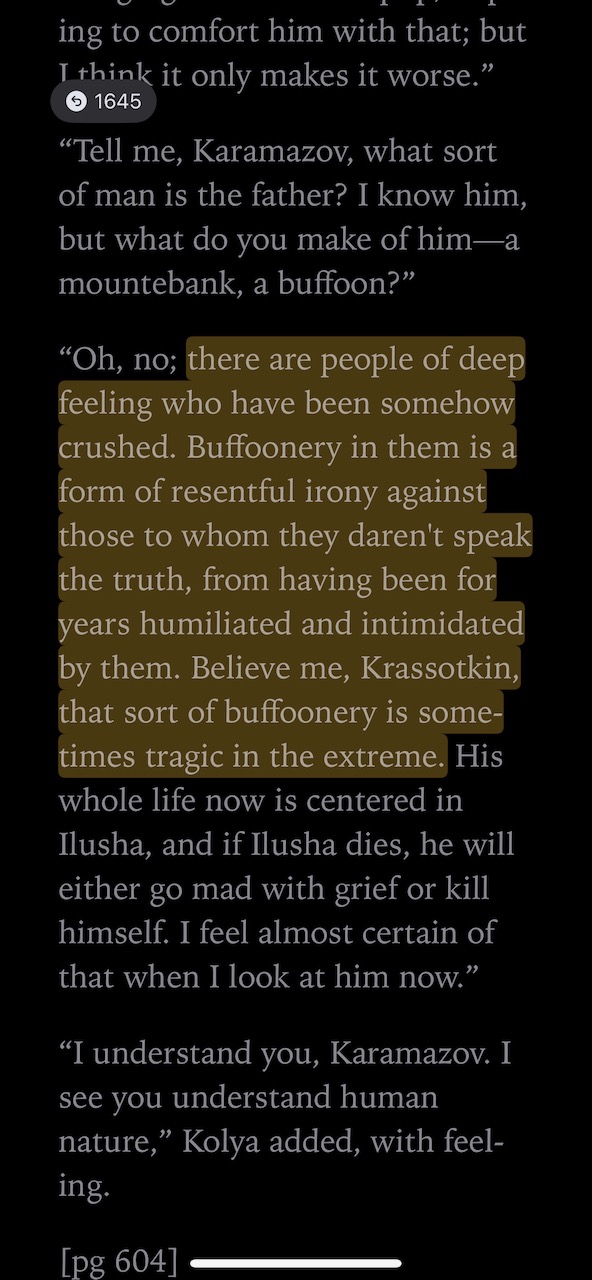 ing to comfort him with that; but
I think it only makes it worse.”
1645
“Tell me, Karamazov, what sort
of man is the father? I know him,
but what do you make of him—a
mountebank, a buffoon?”
“Oh, no; there are people of deep
feeling who have been somehow
crushed. Buffoonery in them is a
form of resentful irony against
those to whom they daren't speak
the truth, from having been for
years humiliated and intimidated
by them. Believe me, Krassotkin,
that sort of buffoonery is some-
times tragic in the extreme. His
whole life now is centered in
Ilusha, and if Ilusha dies, he will
either go mad with grief or kill
himself. I feel almost certain of
that when I look at him now.”
“I understand you, Karamazov. I
see you understand human
nature,” Kolya added, with feel-
ing.
[pg 604]